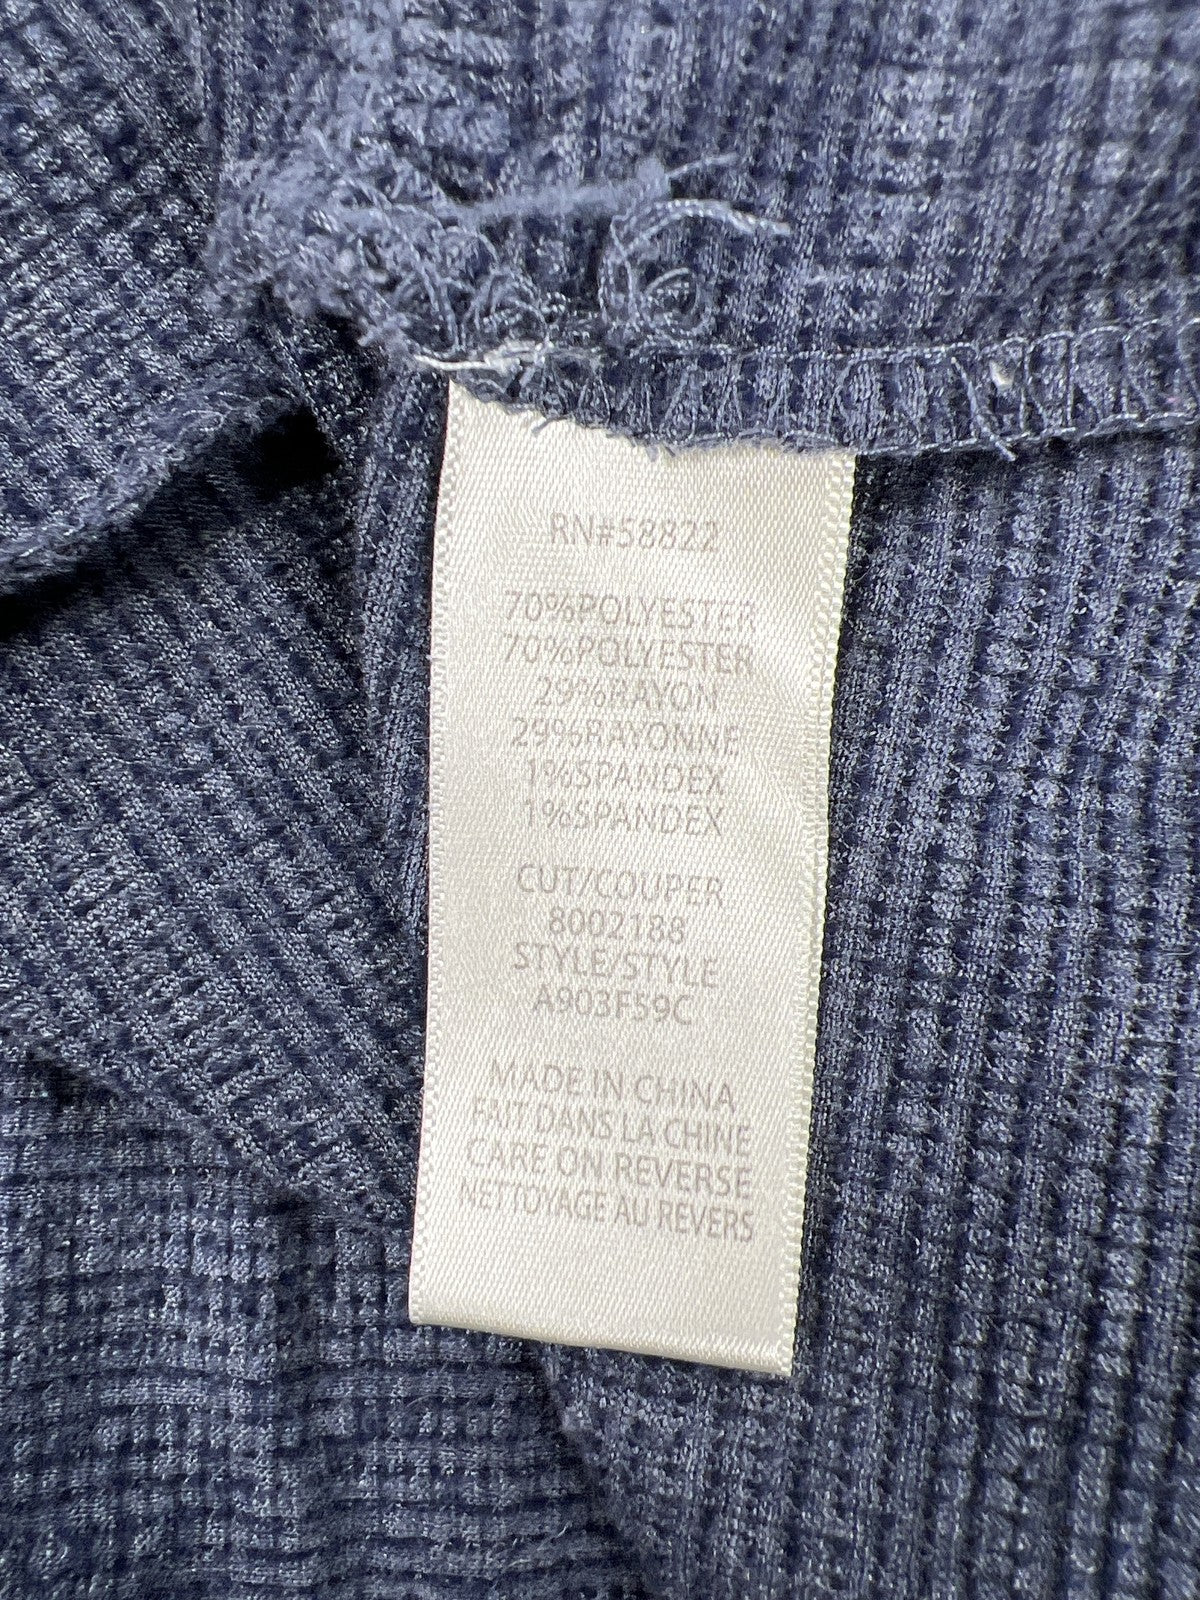 RN#58822
70%POLYESTER
70%POLYESTER
29%RAYON
29%RAYONNE
1%SPANDEX
1%SPANDEX
CUT/COUPER
8002188
STYLE/STYLE
A903F59C
MADE IN CHINA
FAIT DANS LA CHINE
CARE ON REVERSE
NETTOYAGE AU REVERS